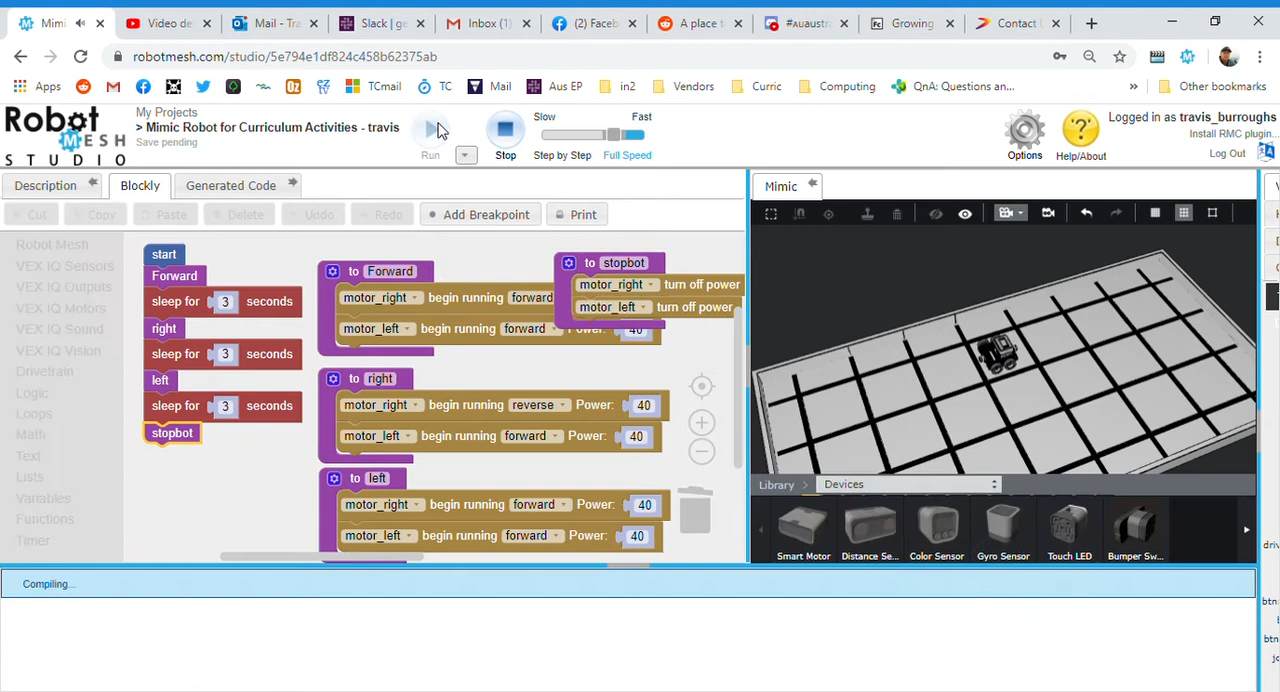 Mimi
Video de
Mail - Tra
Slack | ge
Inbox (1)
(2) Faceb
A place t
#auaust
Growing
Contact U
robotmesh.com/studio/5e794e1df824c458b62375ab
Apps
TCmail
TC
Mail
Aus EP
in2
Vendors
Curric
Computing
QnA: Questions an...
Other bookmarks
Robot
MESH
STUDIO
My Projects
> Mimic Robot for Curriculum Activities - travis
Save pending
Run
Stop
Slow Fast
Step by Step Full Speed
Options
Help/About
Logged in as travis_burroughs
Install RMC plugin...
Log Out
Description
Blockly
Generated Code
Cut
Copy
Paste
Delete
Undo
Redo
Add Breakpoint
Print
Robot Mesh
VEX IQ Sensors
VEX IQ Outputs
VEX IQ Motors
VEX IQ Sound
VEX IQ Vision
Drivetrain
Logic
Loops
Math
Text
Lists
Variables
Functions
Timer
start
Forward
sleep for 3 seconds
right
sleep for 3 seconds
left
sleep for 3 seconds
stopbot
to Forward
motor_right begin running forward
motor_left begin running forward Power: 40
to right
motor_right begin running reverse Power: 40
motor_left begin running forward Power: 40
to left
motor_right begin running forward Power: 40
motor_left begin running forward Power: 40
to stopbot
motor_right turn off power
motor_left turn off power
Mimic
Library > Devices
Smart Motor
Distance Se...
Color Sensor
Gyro Sensor
Touch LED
Bumper Sw...
Compiling...
driv
btn
btn